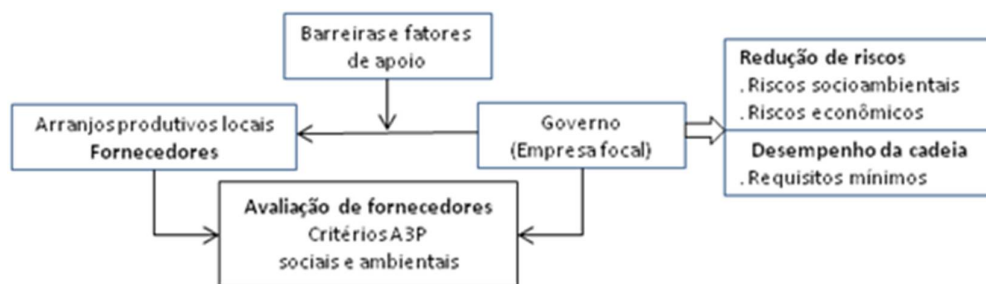 Barreiras e fatores
de apoio
Arranjos produtivos locais
Fornecedores
Governo
(Empresa focal)
Redução de riscos
. Riscos socioambientais
. Riscos econômicos
Desempenho da cadeia
. Requisitos mínimos
Avaliação de fornecedores
Critérios A3P
sociais e ambientais